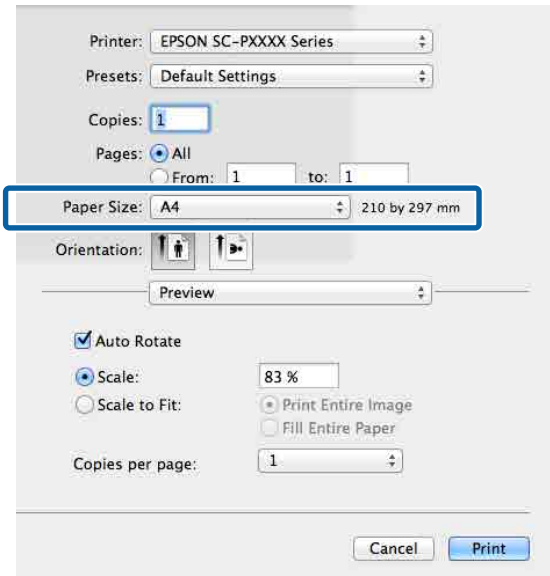 Printer: EPSON SC-PXXXX Series
Presets: Default Settings
Copies: 1
Pages: All
From: 1 to: 1
Paper Size: A4 210 by 297 mm
Orientation:
Preview
Auto Rotate
Scale: 83 %
Scale to Fit: Print Entire Image
Fill Entire Paper
Copies per page: 1
Cancel Print